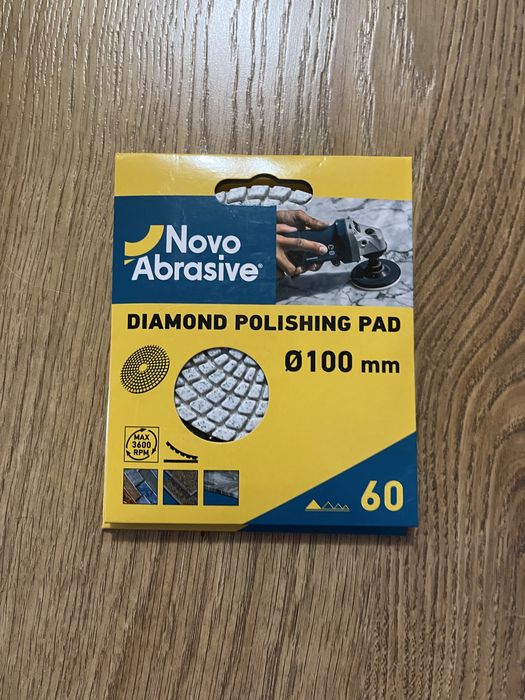 Novo
Abrasive®
DIAMOND POLISHING PAD
Ø100 mm
MAX
3600
RPM
60